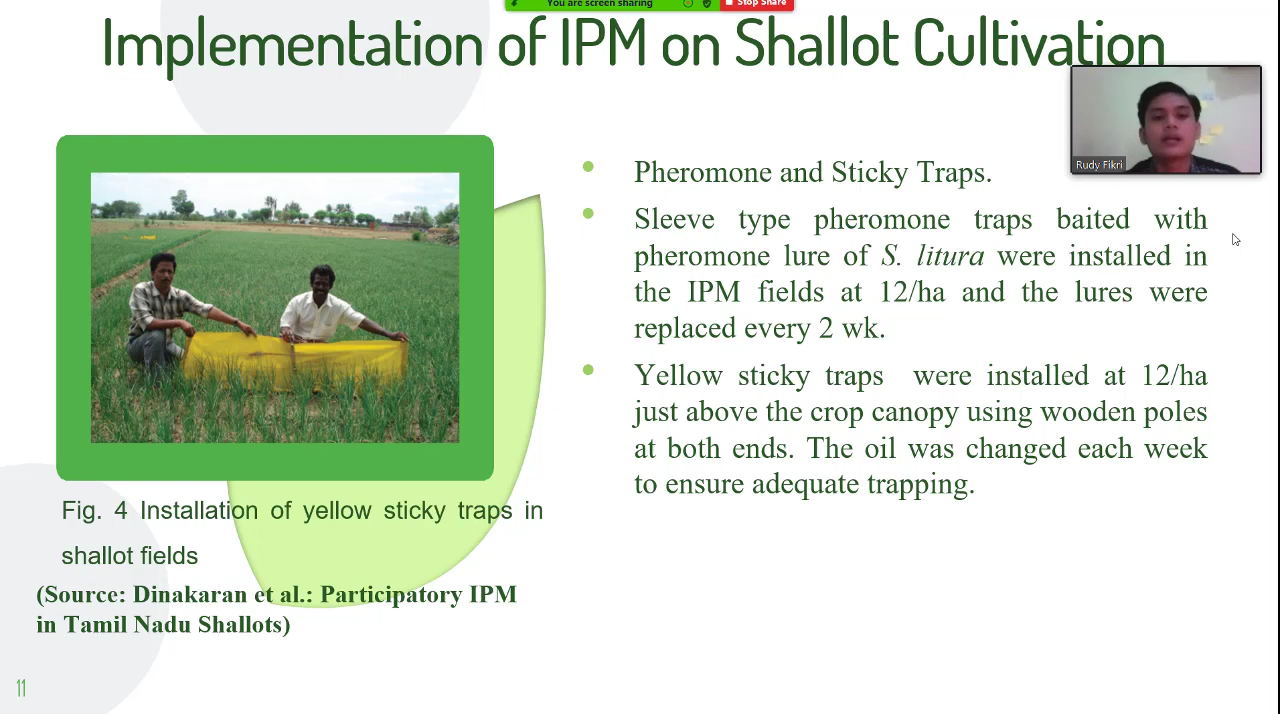 You are screen sharing
Stop Share
Implementation of IPM on Shallot Cultivation
Rudy Fikri
Pheromone and Sticky Traps.
Sleeve type pheromone traps baited with
pheromone lure of S. litura were installed in
the IPM fields at 12/ha and the lures were
replaced every 2 wk.
Yellow sticky traps were installed at 12/ha
just above the crop canopy using wooden poles
at both ends. The oil was changed each week
to ensure adequate trapping.
Fig. 4 Installation of yellow sticky traps in
shallot fields
(Source: Dinakaran et al.: Participatory IPM
in Tamil Nadu Shallots)
11